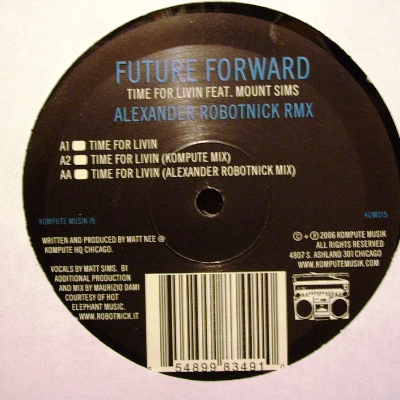 FUTURE FORWARD
TIME FOR LIVIN FEAT. MOUNT SIMS
ALEXANDER ROBOTNICK RMX
A1 TIME FOR LIVIN
A2 TIME FOR LIVIN (KOMPUTE MIX)
AA TIME FOR LIVIN (ALEXANDER ROBOTNICK MIX)
KOMPUTE MUSIK 15
KOM015
WRITTEN AND PRODUCED BY MATT NEE @
KOMPUTE HQ CHICAGO.
VOCALS BY MATT SIMS. B1
ADDITIONAL PRODUCTION
AND MIX BY MAURIZIO DAMI
COURTESY OF HOT
ELEPHANT MUSIC.
WWW.ROBOTNICK.IT
© + ℗ 2006 KOMPUTE MUSIK
ALL RIGHTS RESERVED
4807 S. ASHLAND 301 CHICAGO
WWW.KOMPUTEMUSIK.COM
54899 83491